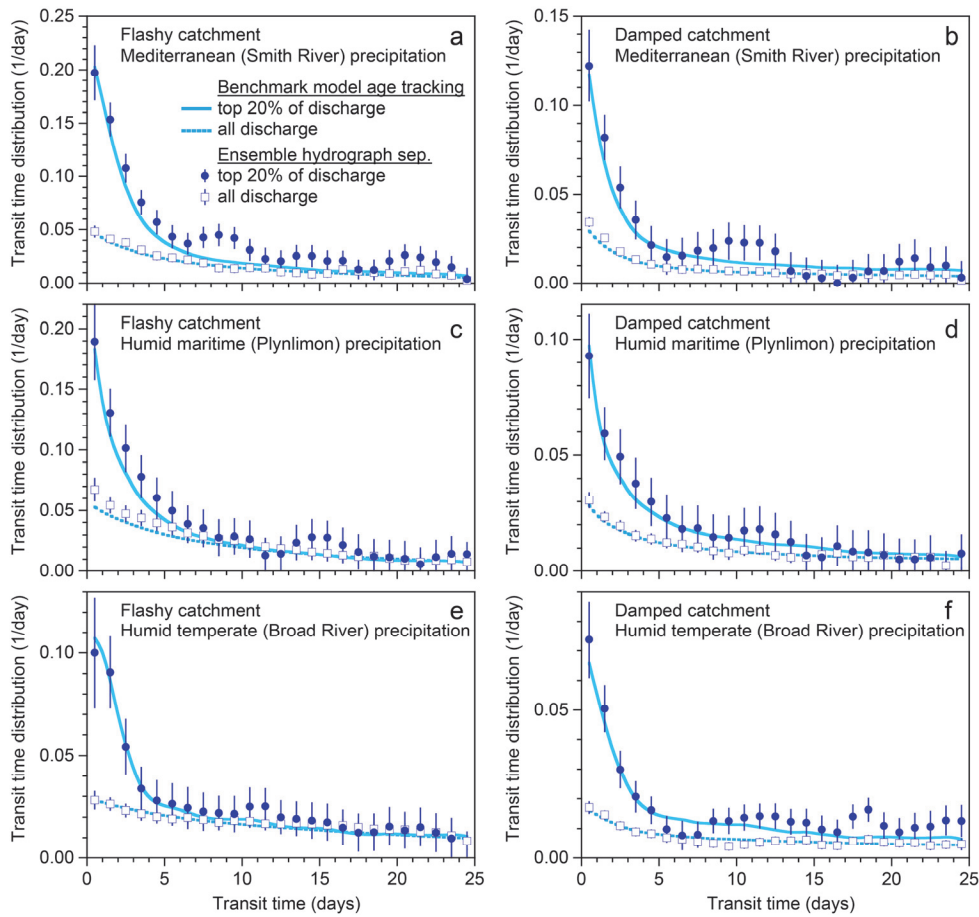 Flashy catchment
Mediterranean (Smith River) precipitation
a
Benchmark model age tracking
top 20% of discharge
all discharge
Ensemble hydrograph sep.
top 20% of discharge
all discharge
Transit time distribution (1/day)
0.25
0.20
0.15
0.10
0.05
0.00
Damped catchment
Mediterranean (Smith River) precipitation
b
Transit time distribution (1/day)
0.15
0.10
0.05
0.00
Flashy catchment
Humid maritime (Plynlimon) precipitation
c
Transit time distribution (1/day)
0.20
0.15
0.10
0.05
0.00
Damped catchment
Humid maritime (Plynlimon) precipitation
d
Transit time distribution (1/day)
0.10
0.05
0.00
Flashy catchment
Humid temperate (Broad River) precipitation
e
Transit time distribution (1/day)
0.10
0.05
0.00
0 5 10 15 20 25
Transit time (days)
Damped catchment
Humid temperate (Broad River) precipitation
f
Transit time distribution (1/day)
0.05
0.00
0 5 10 15 20 25
Transit time (days)